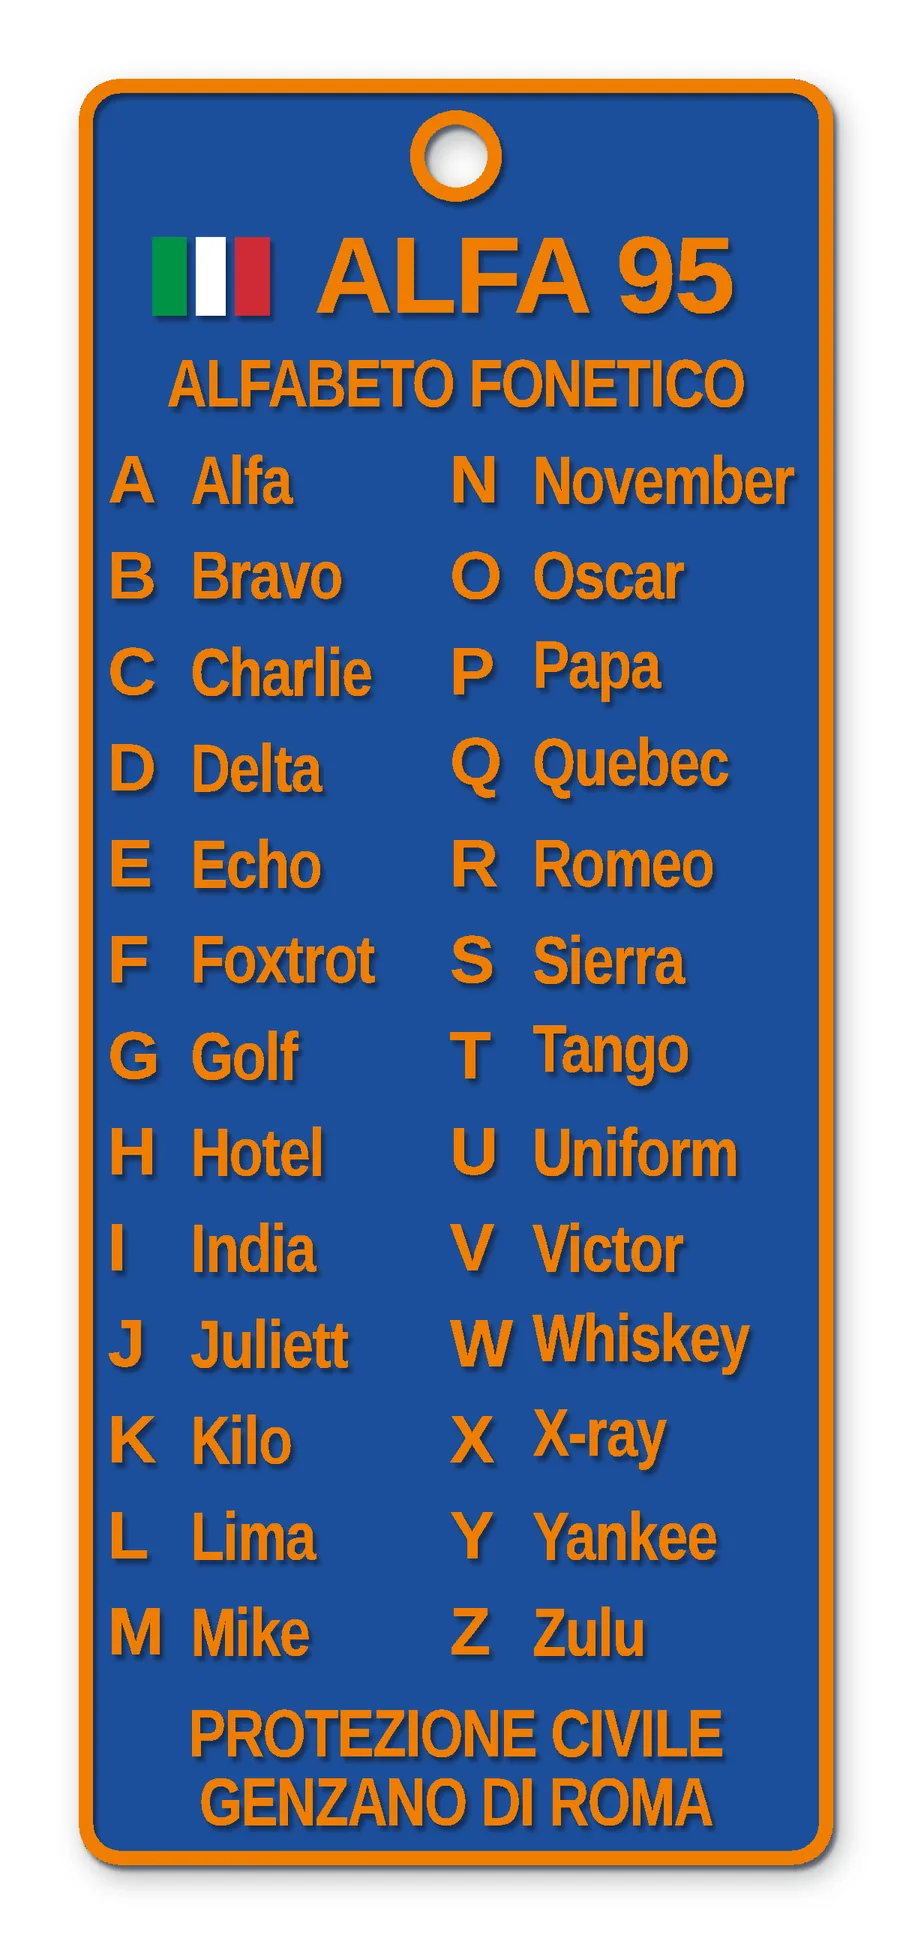 ALFA 95
ALFABETO FONETICO
A Alfa
B Bravo
C Charlie
D Delta
E Echo
F Foxtrot
G Golf
H Hotel
I India
J Juliett
K Kilo
L Lima
M Mike
N November
O Oscar
P Papa
Q Quebec
R Romeo
S Sierra
T Tango
U Uniform
V Victor
W Whiskey
X X-ray
Y Yankee
Z Zulu
PROTEZIONE CIVILE
GENZANO DI ROMA